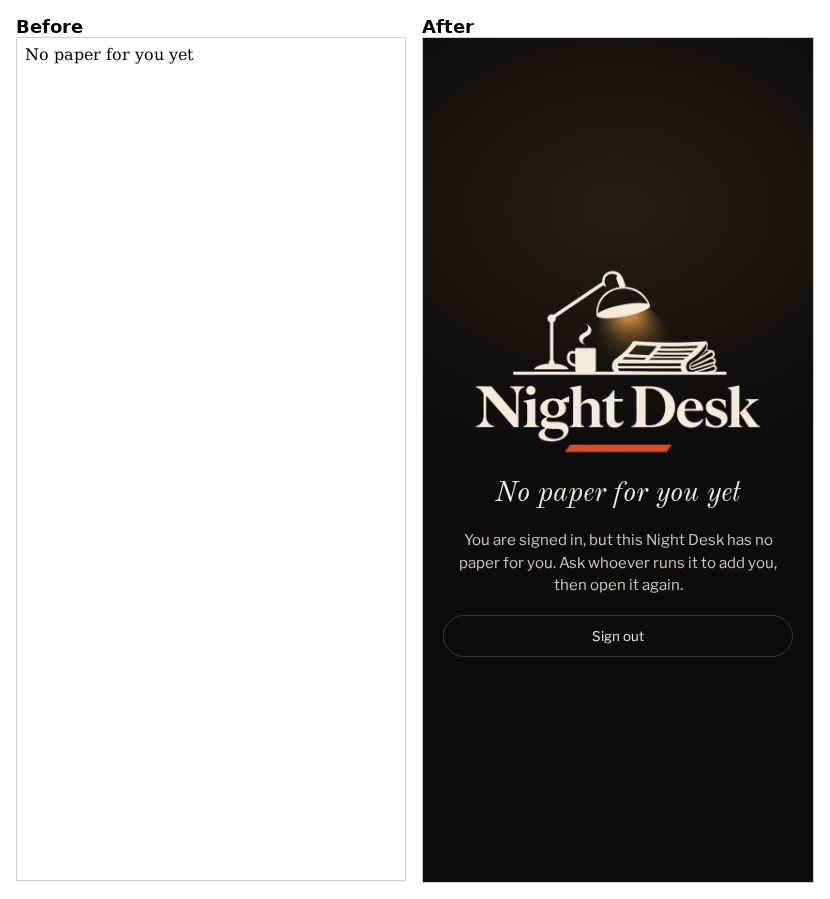 Before
No paper for you yet
After
Night Desk
No paper for you yet
You are signed in, but this Night Desk has no
paper for you. Ask whoever runs it to add you,
then open it again.
Sign out